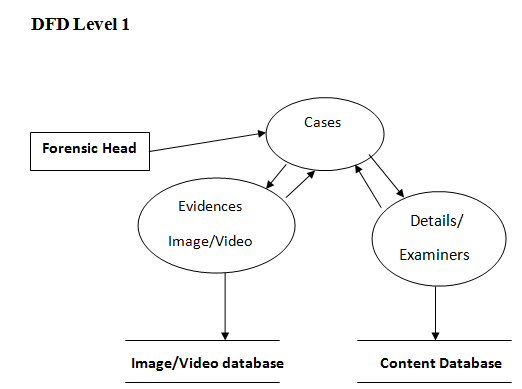 DFD Level 1
Cases
Forensic Head
Evidences
Image/Video
Details/
Examiners
Image/Video database
Content Database